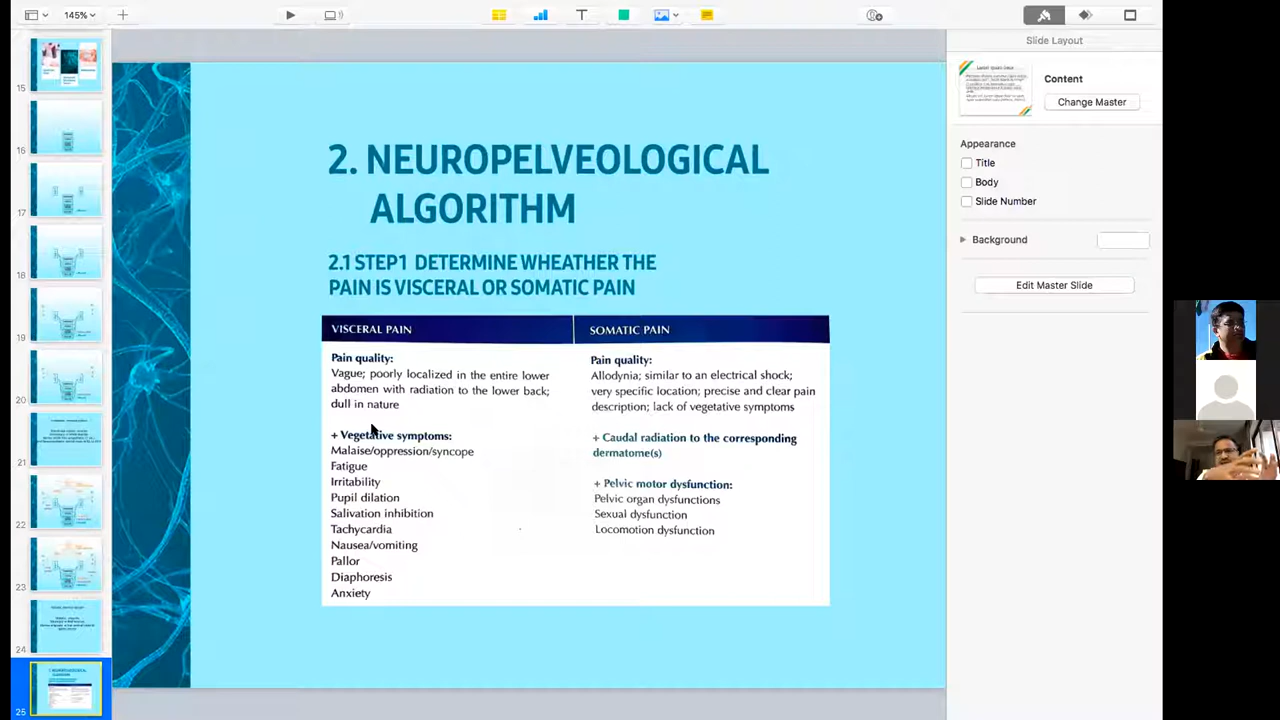 145%
Slide Layout
Content
Change Master
Appearance
Title
Body
Slide Number
Background
Edit Master Slide
15
16
17
18
19
20
21
22
23
24
25
2. NEUROPELVEOLOGICAL
ALGORITHM
2.1 STEP1 DETERMINE WHEATHER THE
PAIN IS VISCERAL OR SOMATIC PAIN
VISCERAL PAIN
Pain quality:
Vague; poorly localized in the entire lower
abdomen with radiation to the lower back;
dull in nature
+ Vegetative symptoms:
Malaise/oppression/syncope
Fatigue
Irritability
Pupil dilation
Salivation inhibition
Tachycardia
Nausea/vomiting
Pallor
Diaphoresis
Anxiety
SOMATIC PAIN
Pain quality:
Allodynia; similar to an electrical shock;
very specific location; precise and clear pain
description; lack of vegetative symptoms
+ Caudal radiation to the corresponding
dermatome(s)
+ Pelvic motor dysfunction:
Pelvic organ dysfunctions
Sexual dysfunction
Locomotion dysfunction